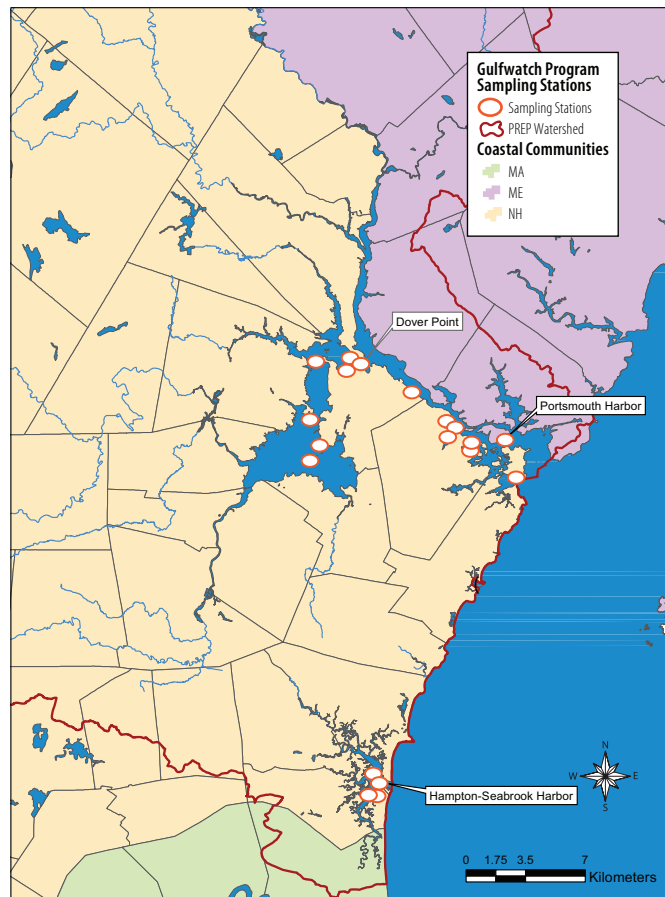 Gulfwatch Program
Sampling Stations
Sampling Stations
PREP Watershed
Coastal Communities
MA
ME
NH
Dover Point
Portsmouth Harbor
Hampton-Seabrook Harbor
N
W E
S
0 1.75 3.5 7
Kilometers